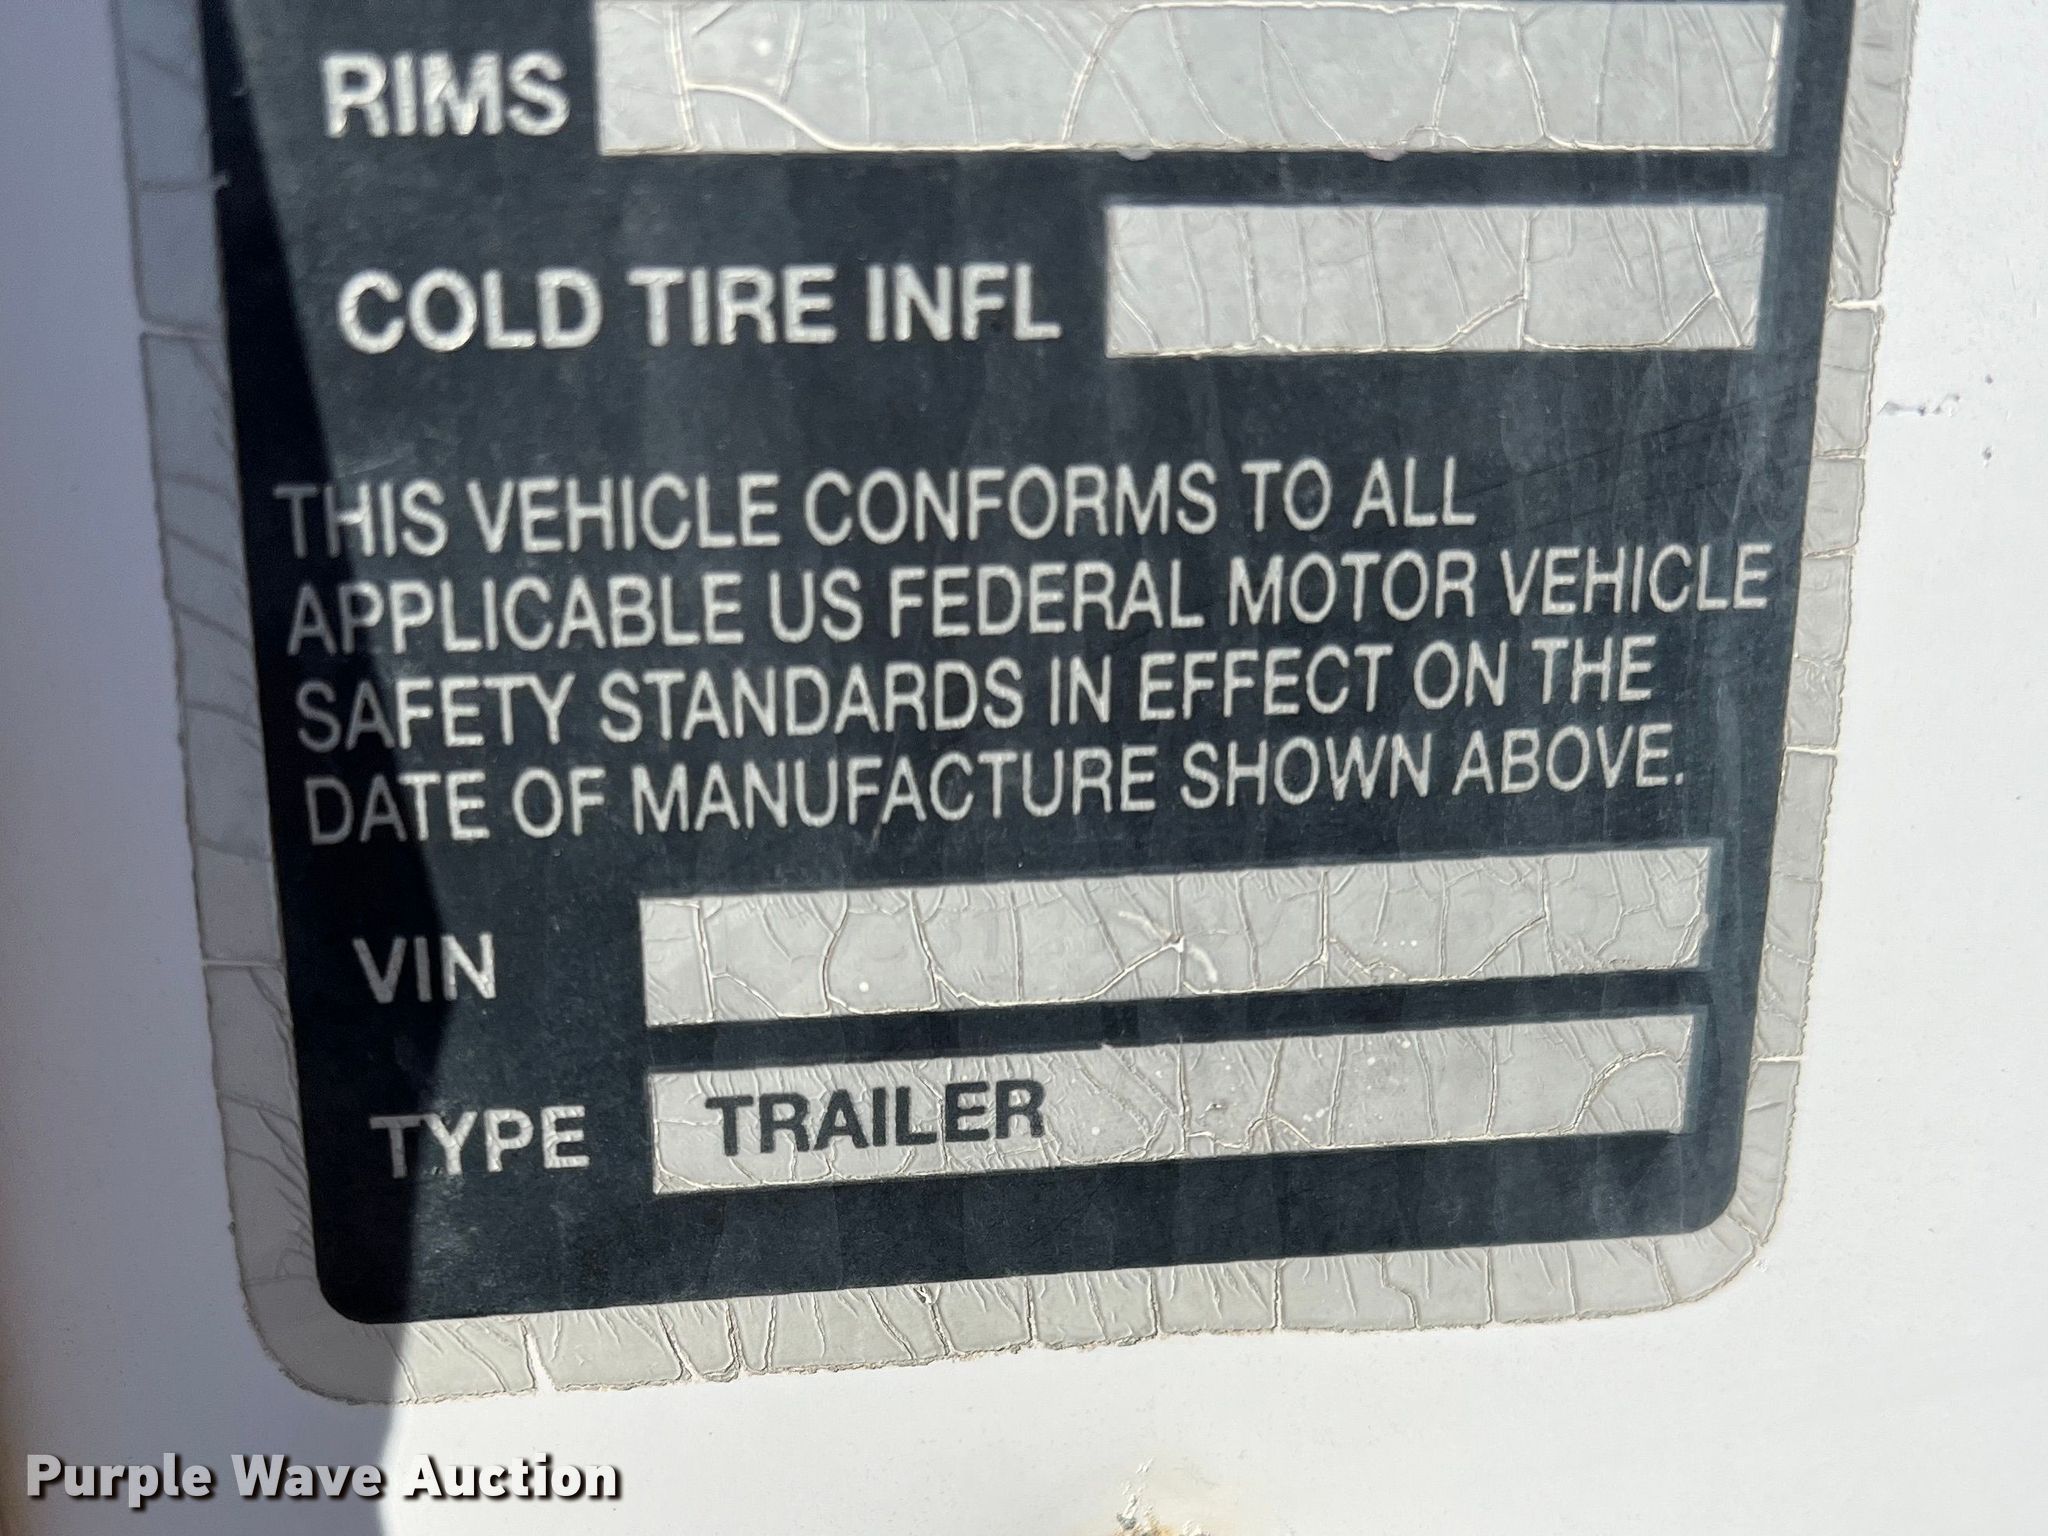 RIMS
COLD TIRE INFL
THIS VEHICLE CONFORMS TO ALL
APPLICABLE US FEDERAL MOTOR VEHICLE
SAFETY STANDARDS IN EFFECT ON THE
DATE OF MANUFACTURE SHOWN ABOVE.
VIN
TYPE TRAILER
Purple Wave Auction